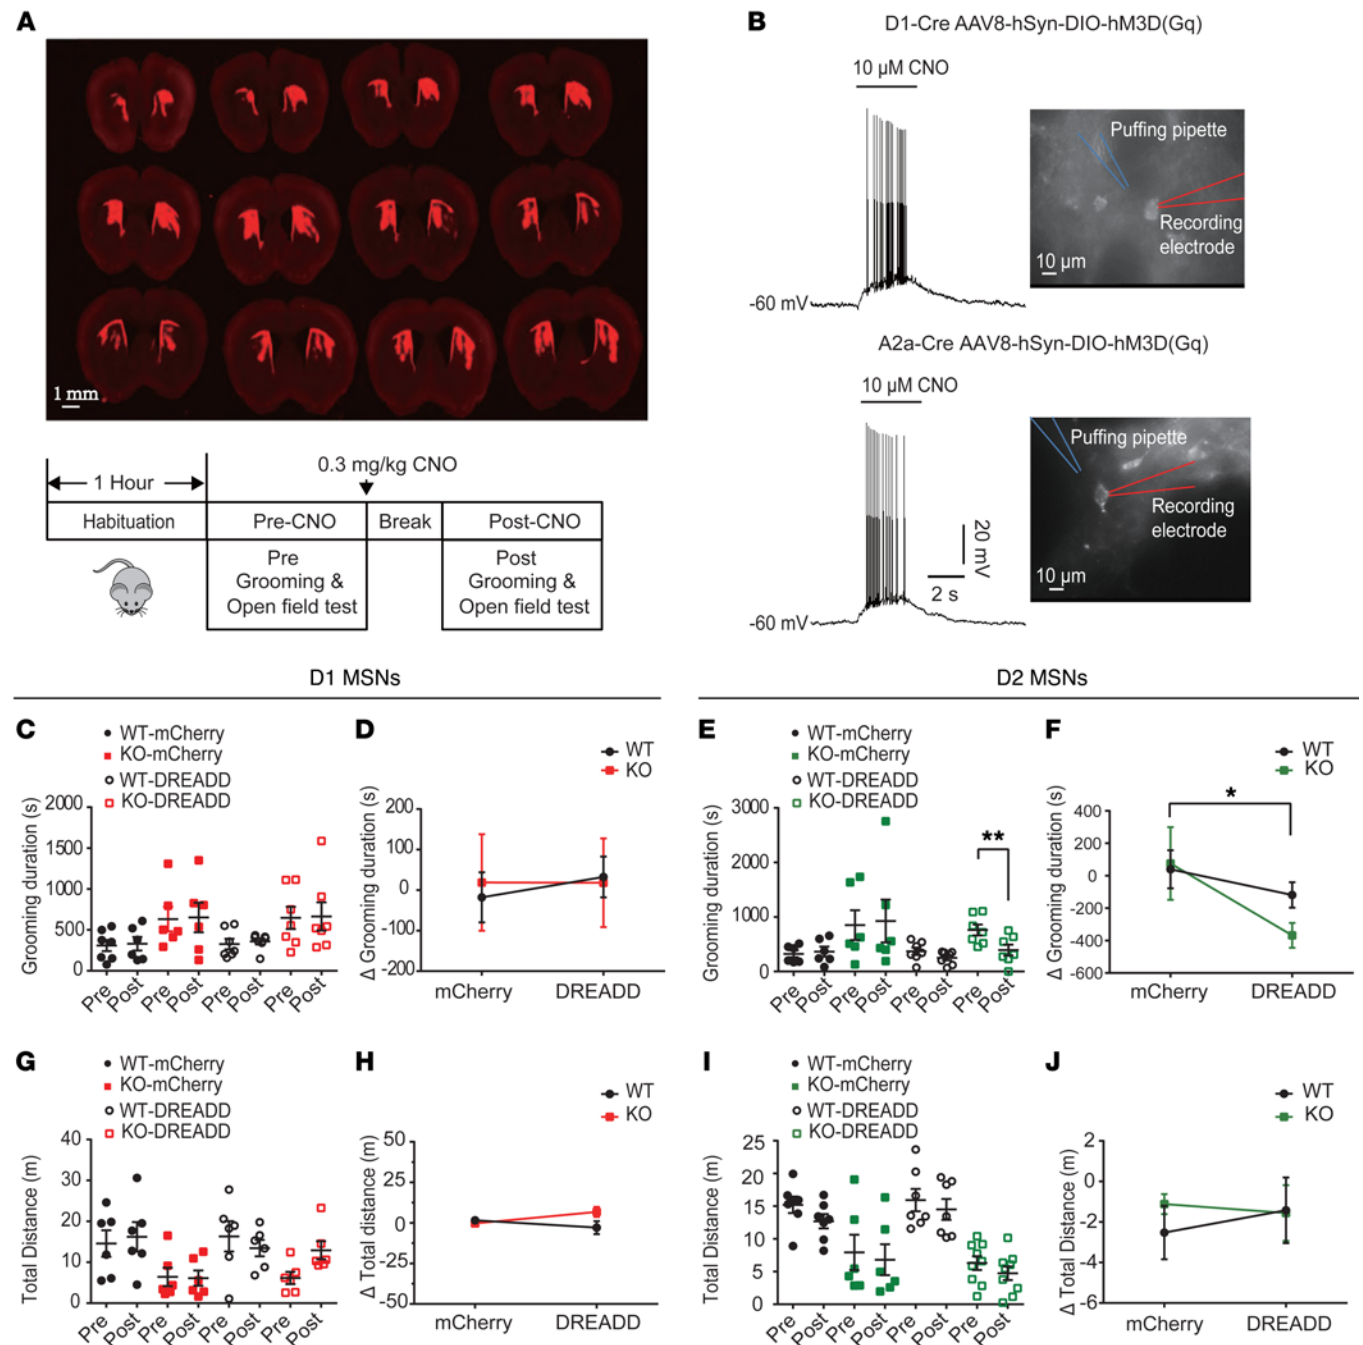 A
1 mm
1 Hour
0.3 mg/kg CNO
Habituation
Pre-CNO
Break
Post-CNO
Pre
Grooming &
Open field test
Post
Grooming &
Open field test
B
D1-Cre AAV8-hSyn-DIO-hM3D(Gq)
10 µM CNO
-60 mV
Puffing pipette
Recording
electrode
10 µm
A2a-Cre AAV8-hSyn-DIO-hM3D(Gq)
10 µM CNO
-60 mV
20 mV
2 s
Puffing pipette
Recording
electrode
10 µm
D1 MSNs
D2 MSNs
C
WT-mCherry
KO-mCherry
WT-DREADD
KO-DREADD
Grooming duration (s)
2000
1500
1000
500
0
Pre Post Pre Post Pre Post Pre Post
D
WT
KO
Δ Grooming duration (s)
200
100
0
-100
-200
mCherry DREADD
E
WT-mCherry
KO-mCherry
WT-DREADD
KO-DREADD
Grooming duration (s)
3000
2000
1000
0
**
Pre Post Pre Post Pre Post Pre Post
F
WT
KO
Δ Grooming duration (s)
400
200
0
-200
-400
-600
*
mCherry DREADD
G
WT-mCherry
KO-mCherry
WT-DREADD
KO-DREADD
Total Distance (m)
40
30
20
10
0
Pre Post Pre Post Pre Post Pre Post
H
WT
KO
Δ Total distance (m)
50
25
0
-25
-50
mCherry DREADD
I
WT-mCherry
KO-mCherry
WT-DREADD
KO-DREADD
Total Distance (m)
25
20
15
10
5
0
Pre Post Pre Post Pre Post Pre Post
J
WT
KO
Δ Total Distance (m)
2
0
-2
-4
-6
mCherry DREADD